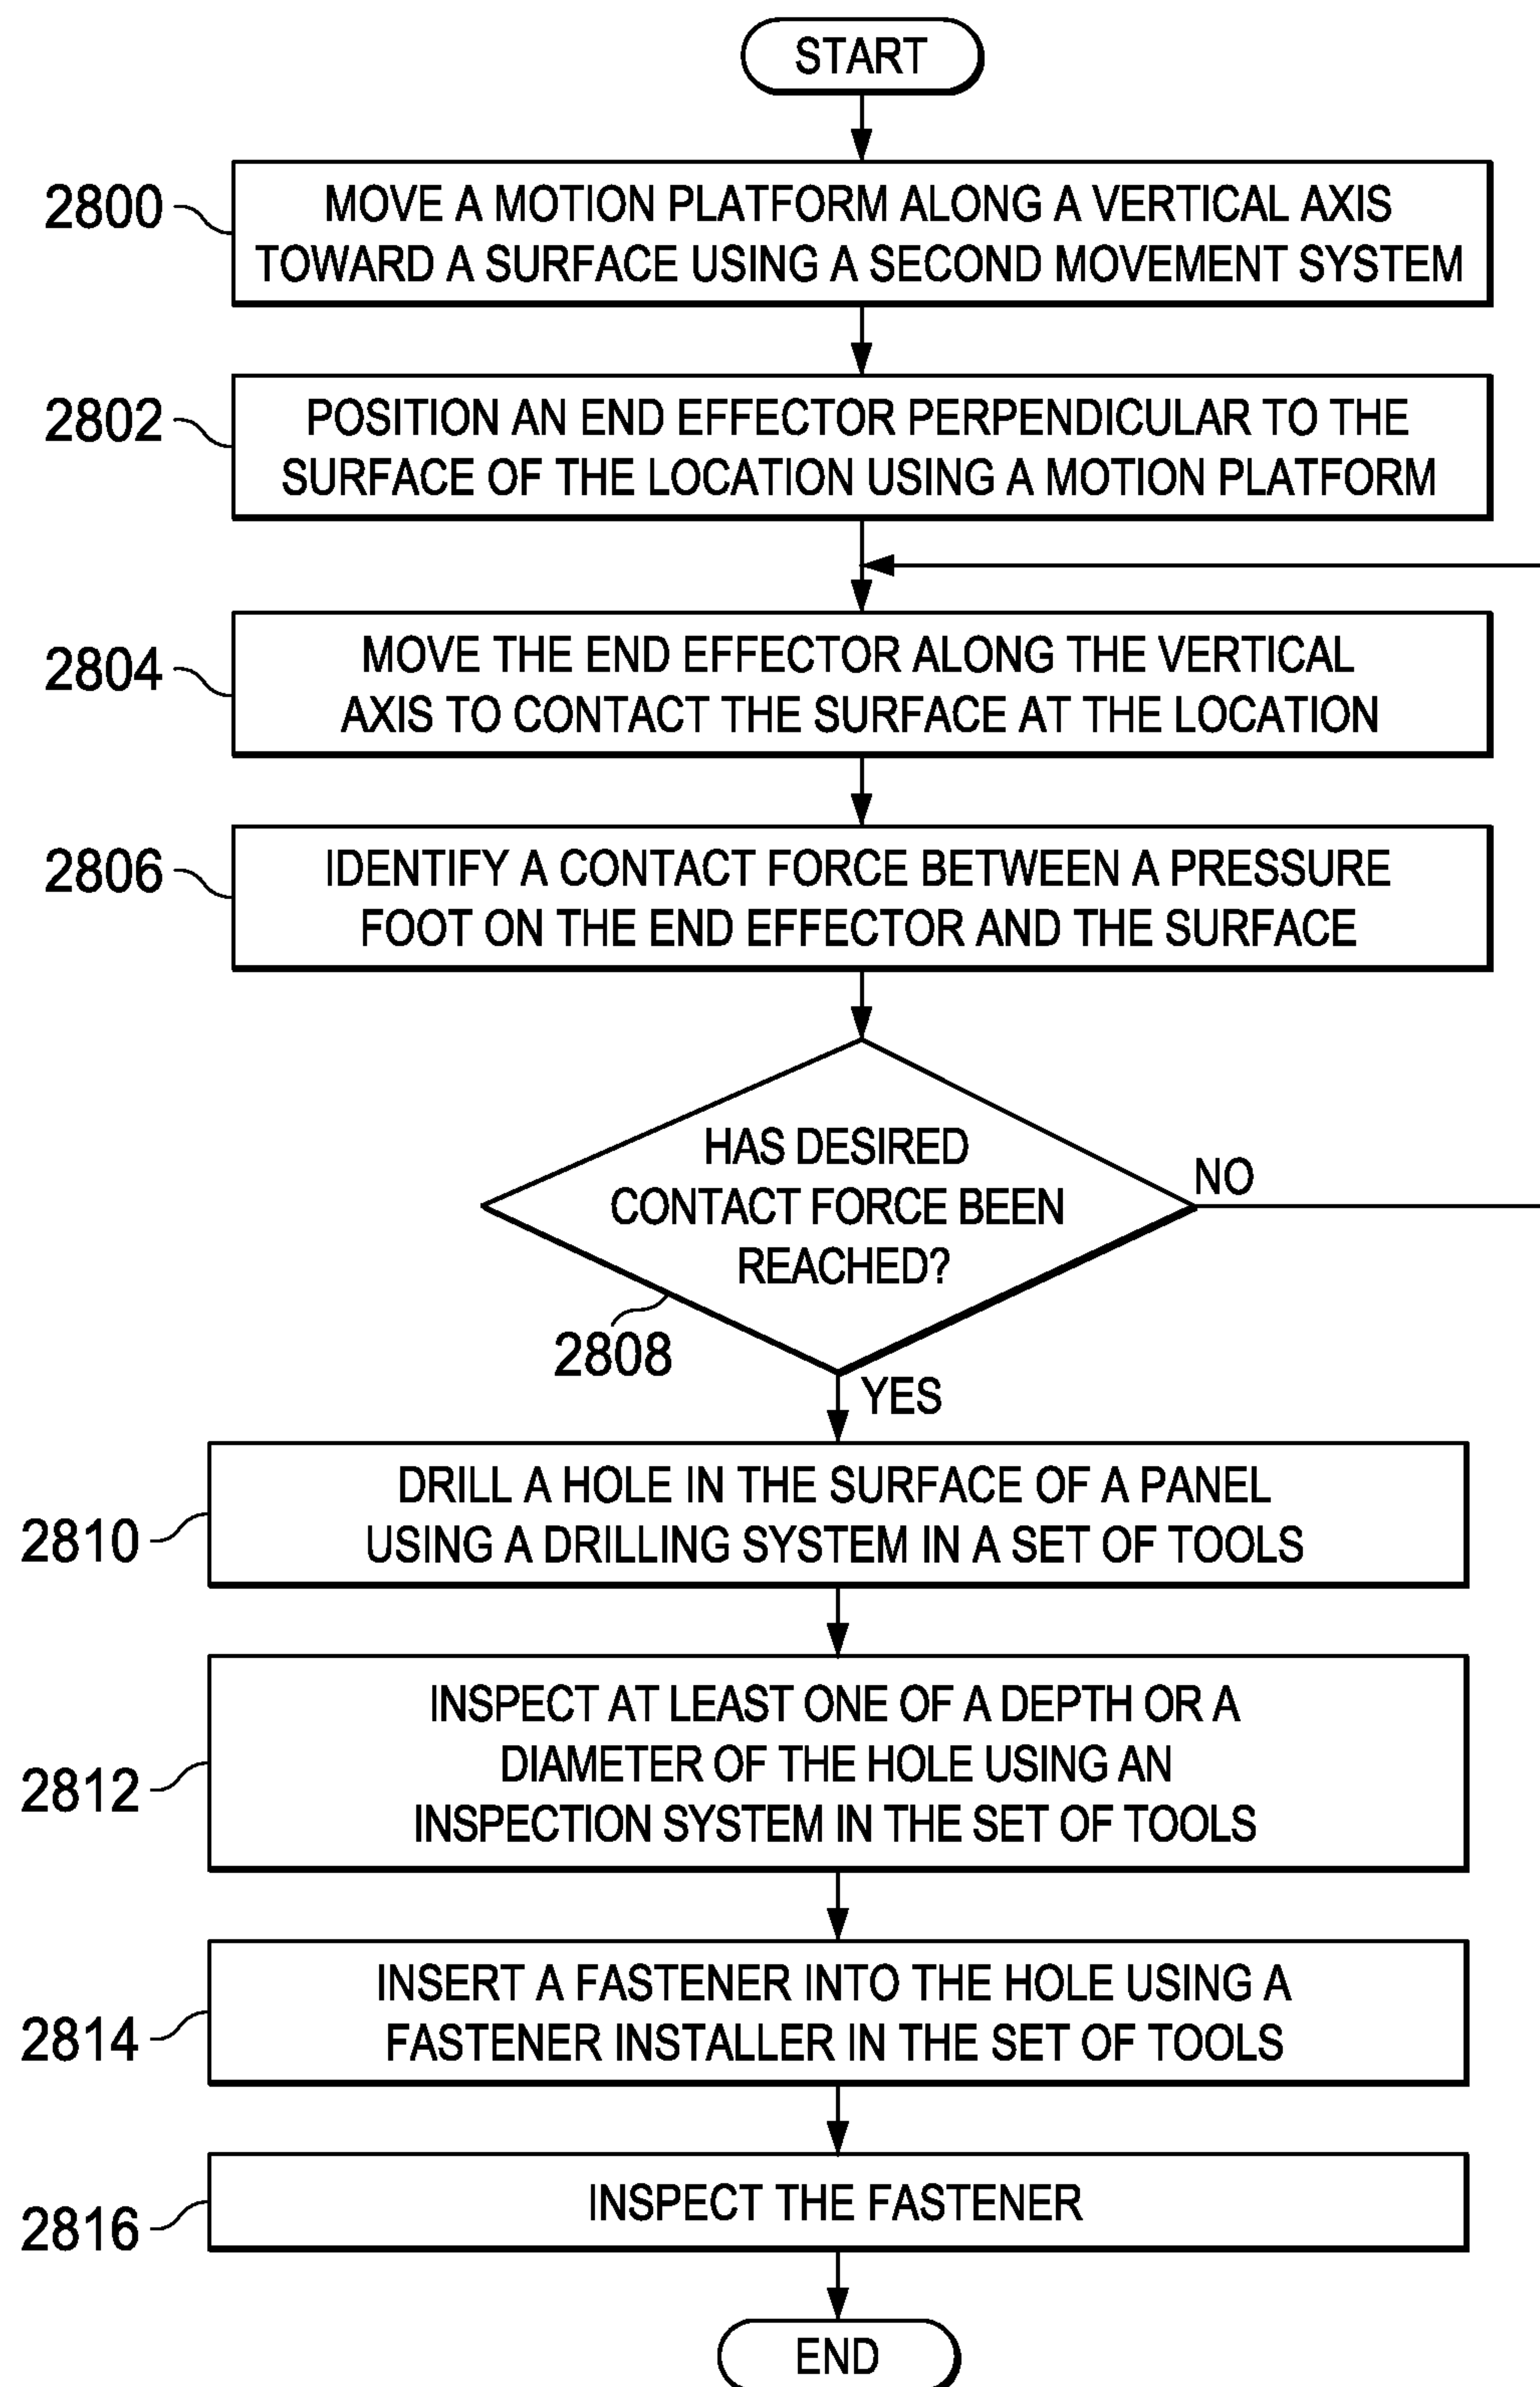 START
2800
MOVE A MOTION PLATFORM ALONG A VERTICAL AXIS
TOWARD A SURFACE USING A SECOND MOVEMENT SYSTEM
2802
POSITION AN END EFFECTOR PERPENDICULAR TO THE
SURFACE OF THE LOCATION USING A MOTION PLATFORM
2804
MOVE THE END EFFECTOR ALONG THE VERTICAL
AXIS TO CONTACT THE SURFACE AT THE LOCATION
2806
IDENTIFY A CONTACT FORCE BETWEEN A PRESSURE
FOOT ON THE END EFFECTOR AND THE SURFACE
HAS DESIRED
CONTACT FORCE BEEN
REACHED?
NO
2808
YES
2810
DRILL A HOLE IN THE SURFACE OF A PANEL
USING A DRILLING SYSTEM IN A SET OF TOOLS
2812
INSPECT AT LEAST ONE OF A DEPTH OR A
DIAMETER OF THE HOLE USING AN
INSPECTION SYSTEM IN THE SET OF TOOLS
2814
INSERT A FASTENER INTO THE HOLE USING A
FASTENER INSTALLER IN THE SET OF TOOLS
2816
INSPECT THE FASTENER
END